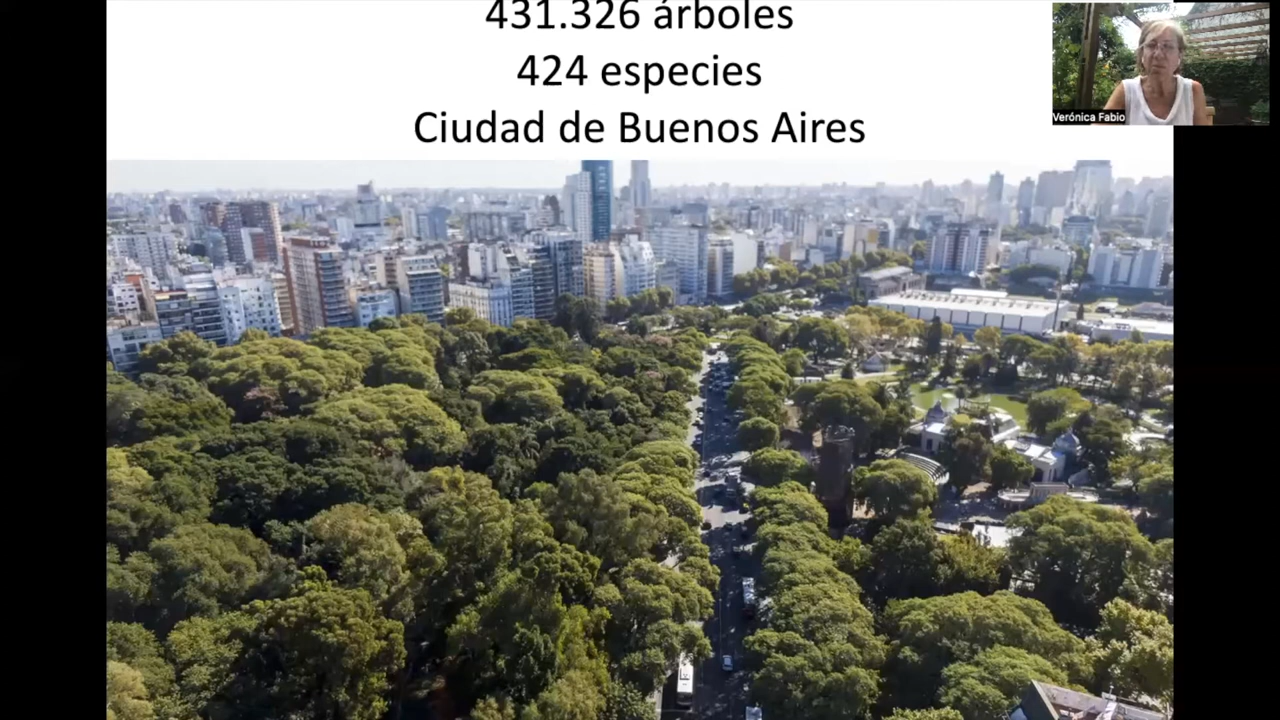 431.326 árboles
424 especies
Ciudad de Buenos Aires
Verónica Fabio